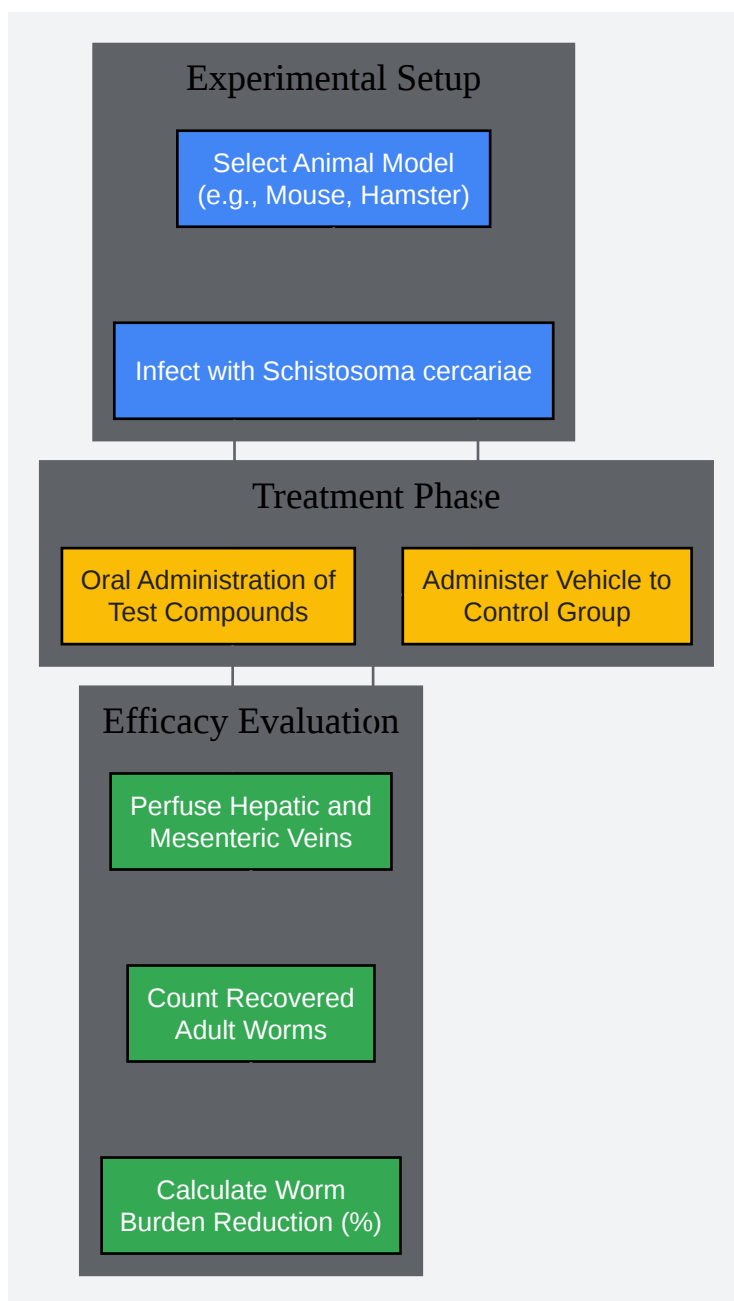 Experimental Setup
Select Animal Model
(e.g., Mouse, Hamster)
Infect with Schistosoma cercariae
Treatment Phase
Oral Administration of
Test Compounds
Administer Vehicle to
Control Group
Efficacy Evaluation
Perfuse Hepatic and
Mesenteric Veins
Count Recovered
Adult Worms
Calculate Worm
Burden Reduction (%)